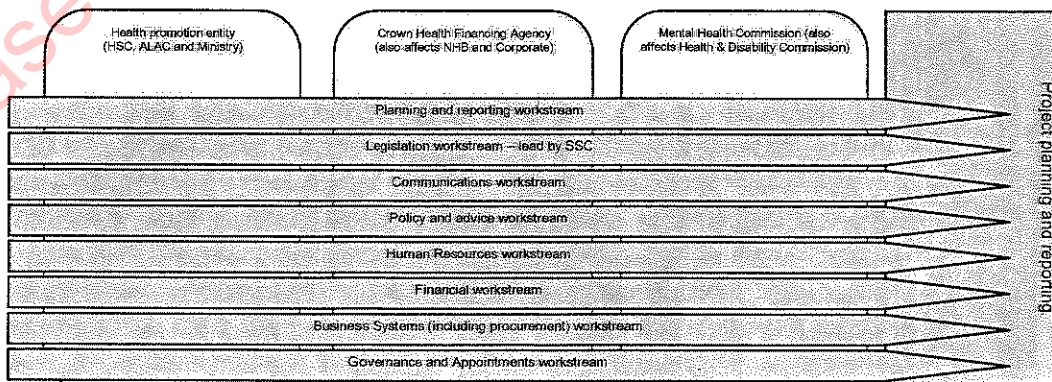 Health promotion entity
(HSC, ALAC and Ministry)
Crown Health Financing Agency
(also affects NHB and Corporate)
Mental Health Commission (also
affects Health & Disability Commission)
Planning and reporting workstream
Legislation workstream – lead by SSC
Communications workstream
Policy and advice workstream
Human Resources workstream
Financial workstream
Business Systems (including procurement) workstream
Governance and Appointments workstream
Project planning and reporting